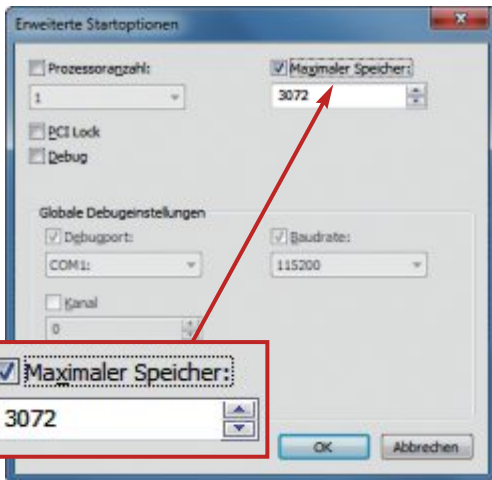 Erweiterte Startoptionen
Prozessoranzahl:
Maximaler Speicher:
1
3072
PCI Lock
Debug
Globale Debugeinstellungen
Debugport:
Baudrate:
COM1:
115200
Kanal
0
Maximaler Speicher:
3072
OK
Abbrechen